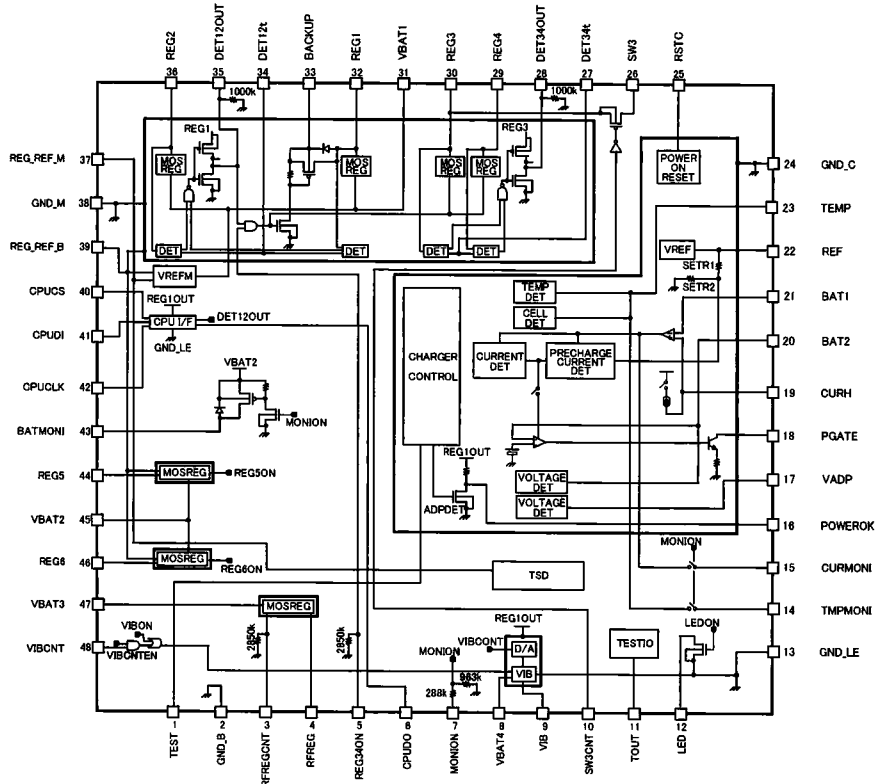 REG2
DET12OUT
DET12t
BACKUP
REG1
VBAT1
REG3
REG4
DET34OUT
DET34t
SW3
RSTC
36
35
34
33
32
31
30
29
28
27
26
25
1000k
1000k
REG1
REG3
MOS REG
MOS REG
MOS REG
MOS REG
DET
DET
DET
DET
POWER ON RESET
REG_REF_M
37
GND_M
38
REG_REF_B
39
CPUCS
40
CPUDI
41
CPUCLK
42
BATMONI
43
REG5
44
VBAT2
45
REG6
46
VBAT3
47
VIBCNT
48
24
GND_C
23
TEMP
22
REF
21
BAT1
20
BAT2
19
CURH
18
PGATE
17
VADP
16
POWEROK
15
CURMONI
14
TMPMONI
13
GND_LE
VREFM
REG1OUT
CPU I/F
DET12OUT
GND_LE
VBAT2
MONION
MOSREG
REG5ON
MOSREG
REG6ON
MOSREG
VREF
SETR1
SETR2
TEMP DET
CELL DET
CHARGER CONTROL
CURRENT DET
PRECHARGE CURRENT DET
REG1OUT
ADPDET
VOLTAGE DET
VOLTAGE DET
TSD
MONION
VIBON
VIBCNTEN
2850k
2850k
MONION
288k
963k
REG1OUT
VIBCONT
D/A
VIB
TESTIO
LEDON
1
2
3
4
5
6
7
8
9
10
11
12
TEST
GND_B
RFREGCNT
RFREG
REG34ON
CPUDO
MONION
VBAT4
VIB
SW3CNT
TOUT
LED